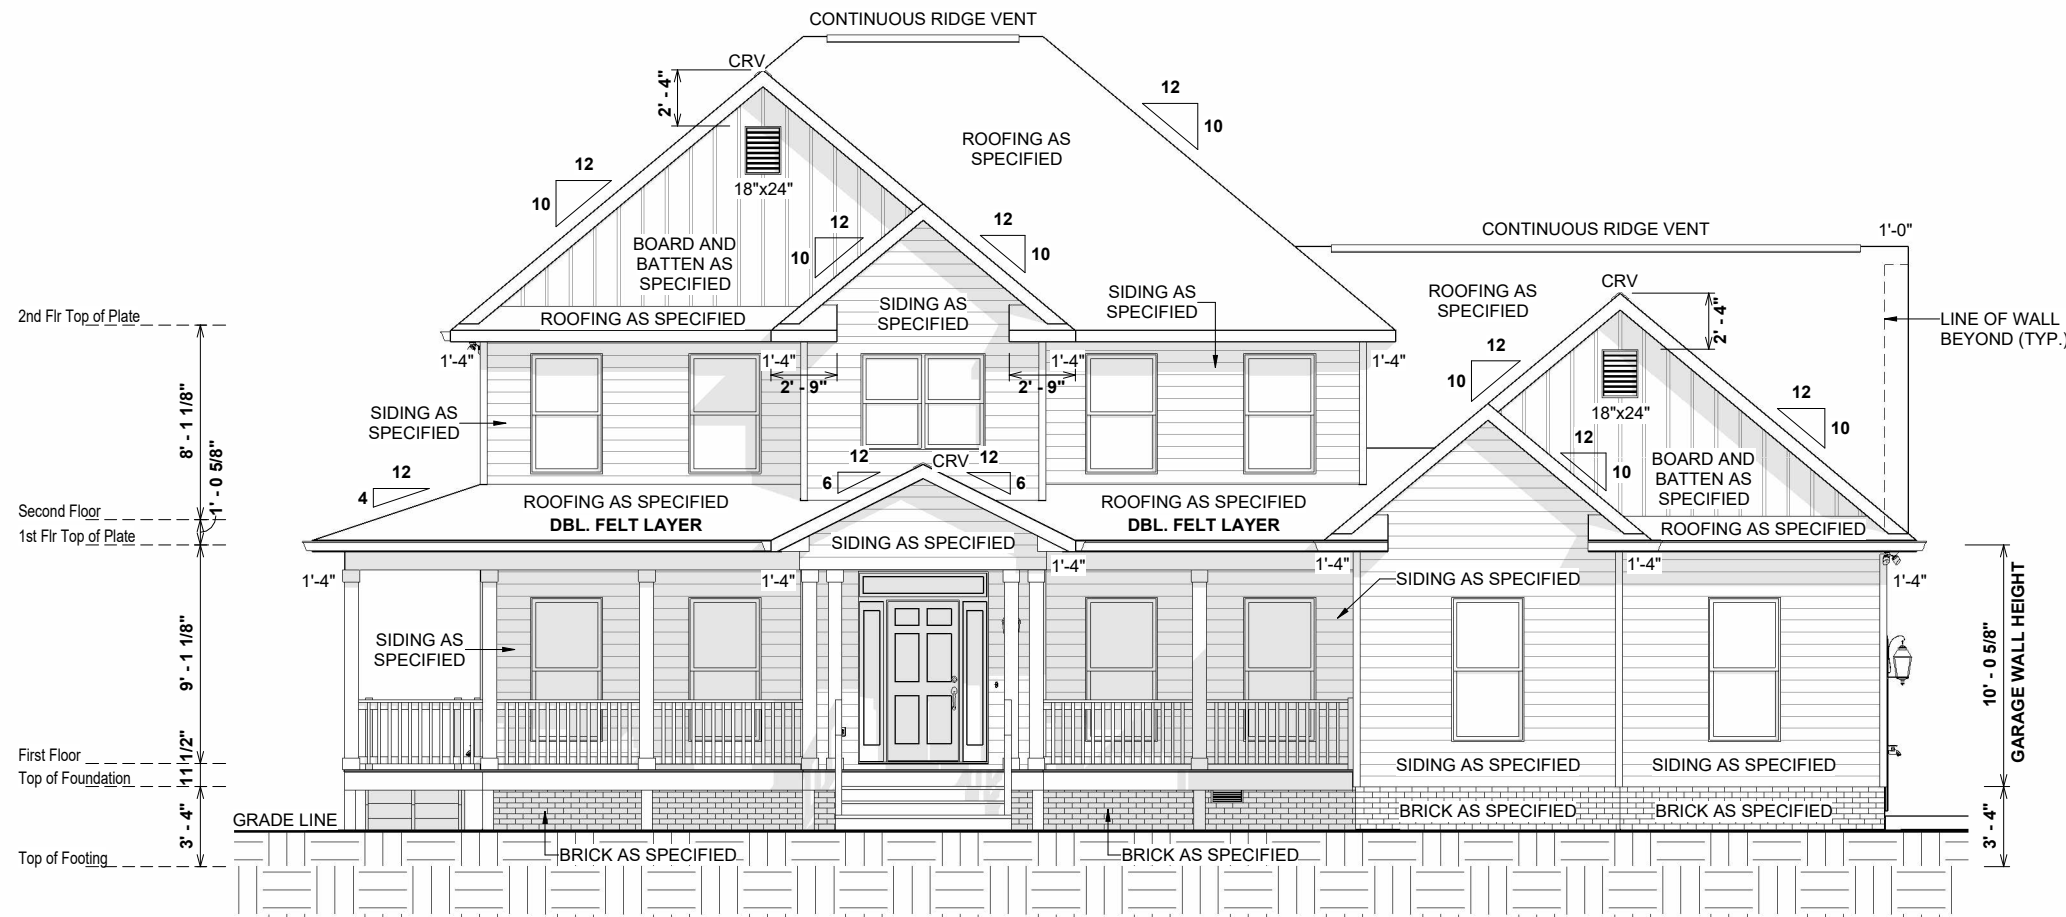 CONTINUOUS RIDGE VENT
CRV
2' - 4"
12
10
ROOFING AS
SPECIFIED
12
10
18"x24"
CONTINUOUS RIDGE VENT
1'-0"
12
10
12
10
BOARD AND
BATTEN AS
SPECIFIED
SIDING AS
SPECIFIED
SIDING AS
SPECIFIED
ROOFING AS
SPECIFIED
CRV
2' - 4"
LINE OF WALL
BEYOND (TYP.)
2nd Flr Top of Plate
ROOFING AS SPECIFIED
1'-4"
1'-4"
1'-4"
1'-4"
2' - 9"
2' - 9"
12
10
18"x24"
12
10
SIDING AS
SPECIFIED
8' - 1 1/8"
1' - 0 5/8"
12
4
12
6
CRV
12
6
12
10
BOARD AND
BATTEN AS
SPECIFIED
ROOFING AS SPECIFIED
DBL. FELT LAYER
ROOFING AS SPECIFIED
DBL. FELT LAYER
ROOFING AS SPECIFIED
Second Floor
1st Flr Top of Plate
SIDING AS SPECIFIED
1'-4"
1'-4"
1'-4"
1'-4"
1'-4"
1'-4"
SIDING AS SPECIFIED
SIDING AS
SPECIFIED
9' - 1 1/8"
10' - 0 5/8"
GARAGE WALL HEIGHT
First Floor
11 1/2"
Top of Foundation
SIDING AS SPECIFIED
SIDING AS SPECIFIED
BRICK AS SPECIFIED
BRICK AS SPECIFIED
GRADE LINE
3' - 4"
3' - 4"
Top of Footing
BRICK AS SPECIFIED
BRICK AS SPECIFIED